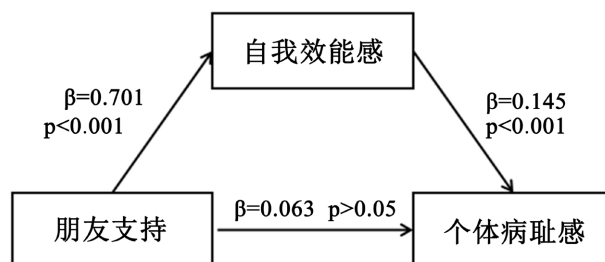 自我效能感
β=0.701
p<0.001
β=0.145
p<0.001
朋友支持
β=0.063 p>0.05
个体病耻感